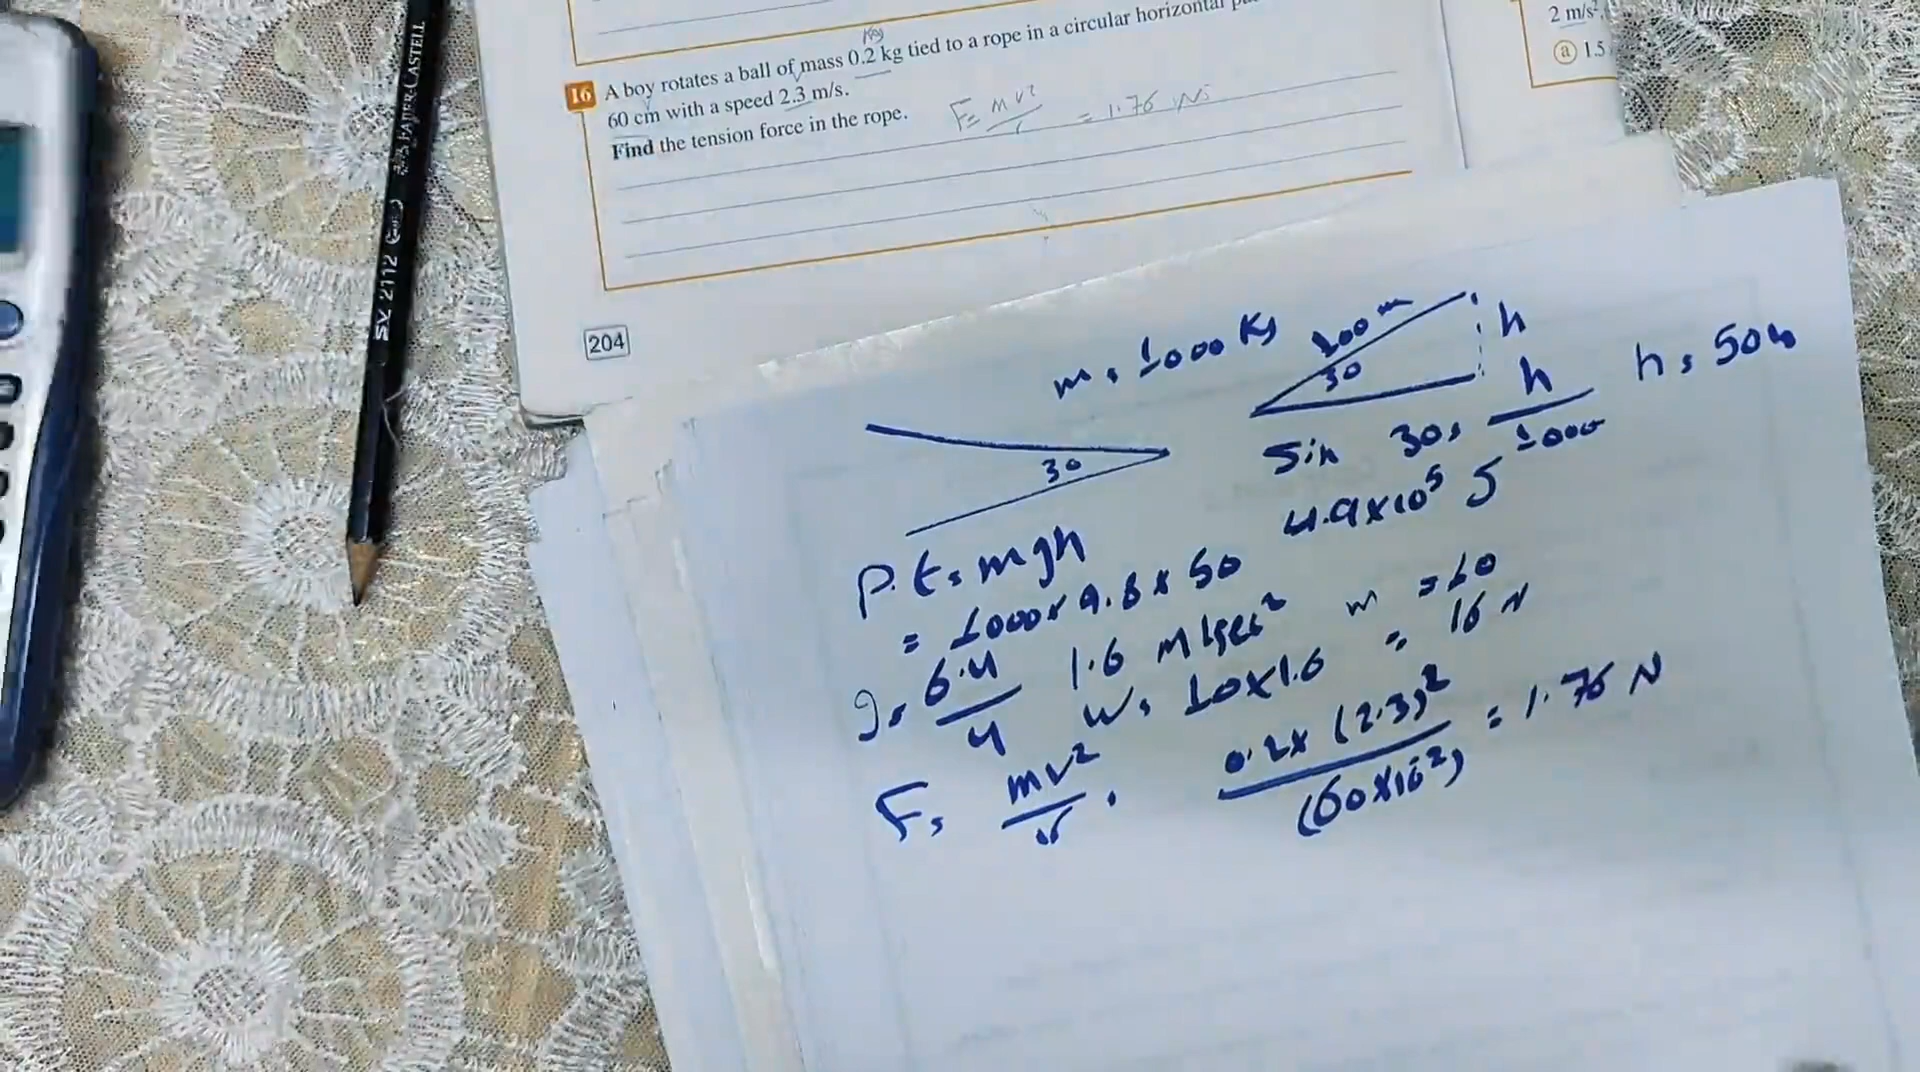 16 A boy rotates a ball of mass 0.2 kg tied to a rope in a circular horizontal
60 cm with a speed 2.3 m/s.
Find the tension force in the rope.
F = mv² = 1.76 N
204
2 m/s²
a 1.5
FABER-CASTELL
SV 2112
m = 1000 Kg
100 m
30
h
30
Sin 30 = h / 1000
h = 50
P.E = mgh
4.9x10⁵ J
= 1000 x 9.8 x 50
g = 6.4 / 4 1.6 m/sec² m = 10
W = 10x1.6 = 16 N
F = mv² / r = 0.2x (2.3)² / (60x10⁻²) = 1.76 N